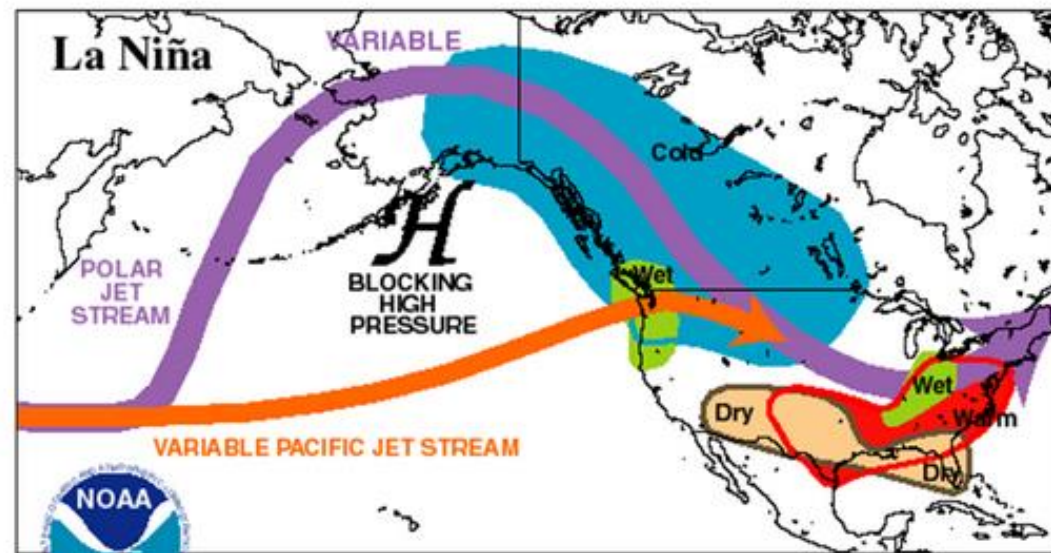 La Niña
VARIABLE
Cold
POLAR
JET
STREAM
H
BLOCKING
HIGH
PRESSURE
Wet
Wet
Dry
Warm
Dry
VARIABLE PACIFIC JET STREAM
NOAA